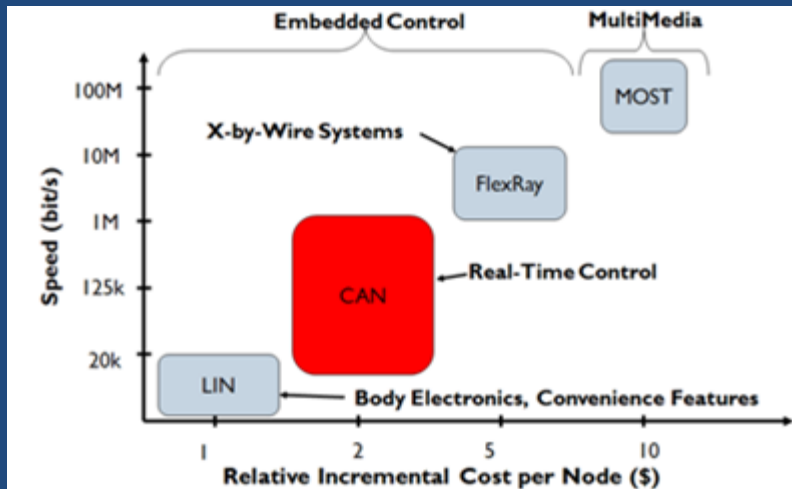 Embedded Control
MultiMedia
100M
MOST
X-by-Wire Systems
10M
FlexRay
Speed (bit/s)
1M
Real-Time Control
125k
CAN
20k
LIN
Body Electronics, Convenience Features
1
2
5
10
Relative Incremental Cost per Node ($)